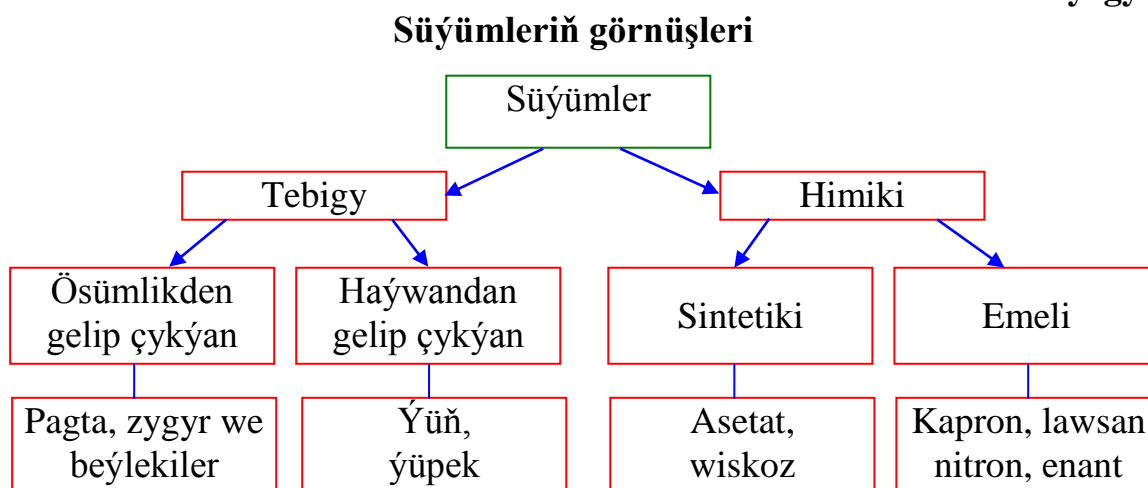 Süýümleriň görnüşleri
Süýümler
Tebigy
Himiki
Ösümlikden
gelip çykýan
Haýwandan
gelip çykýan
Sintetiki
Emeli
Pagta, zygyr we
beýlekiler
Ýüň,
ýüpek
Asetat,
wiskoz
Kapron, lawsan
nitron, enant